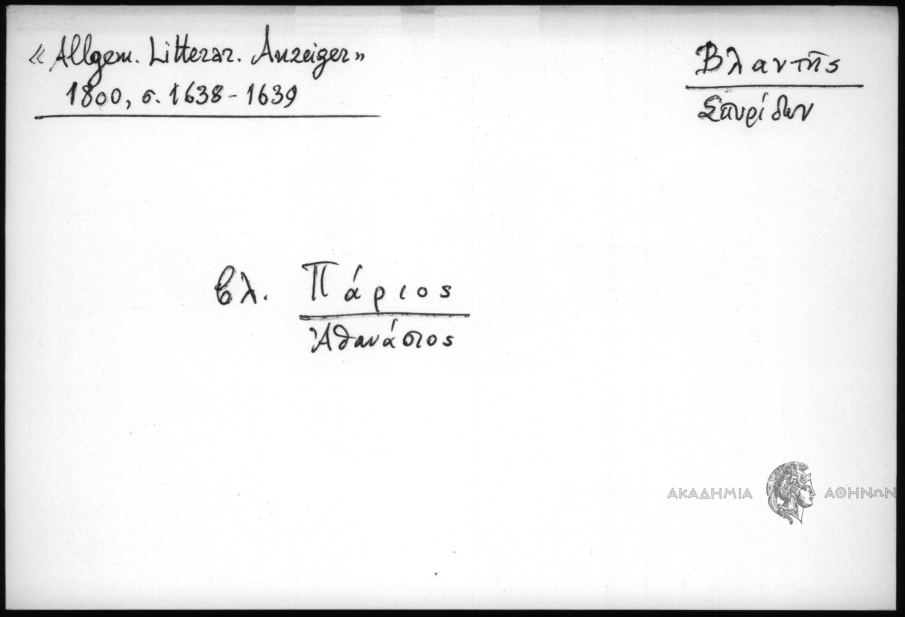 «Allgem. Litterar. Anzeiger»
1800, σ. 1638-1639
Βλαντῆς
Σπυρίδων
βλ. Πάριος
Ἀθανάσιος
ΑΚΑΔΗΜΙΑ ΑΘΗΝΩΝ